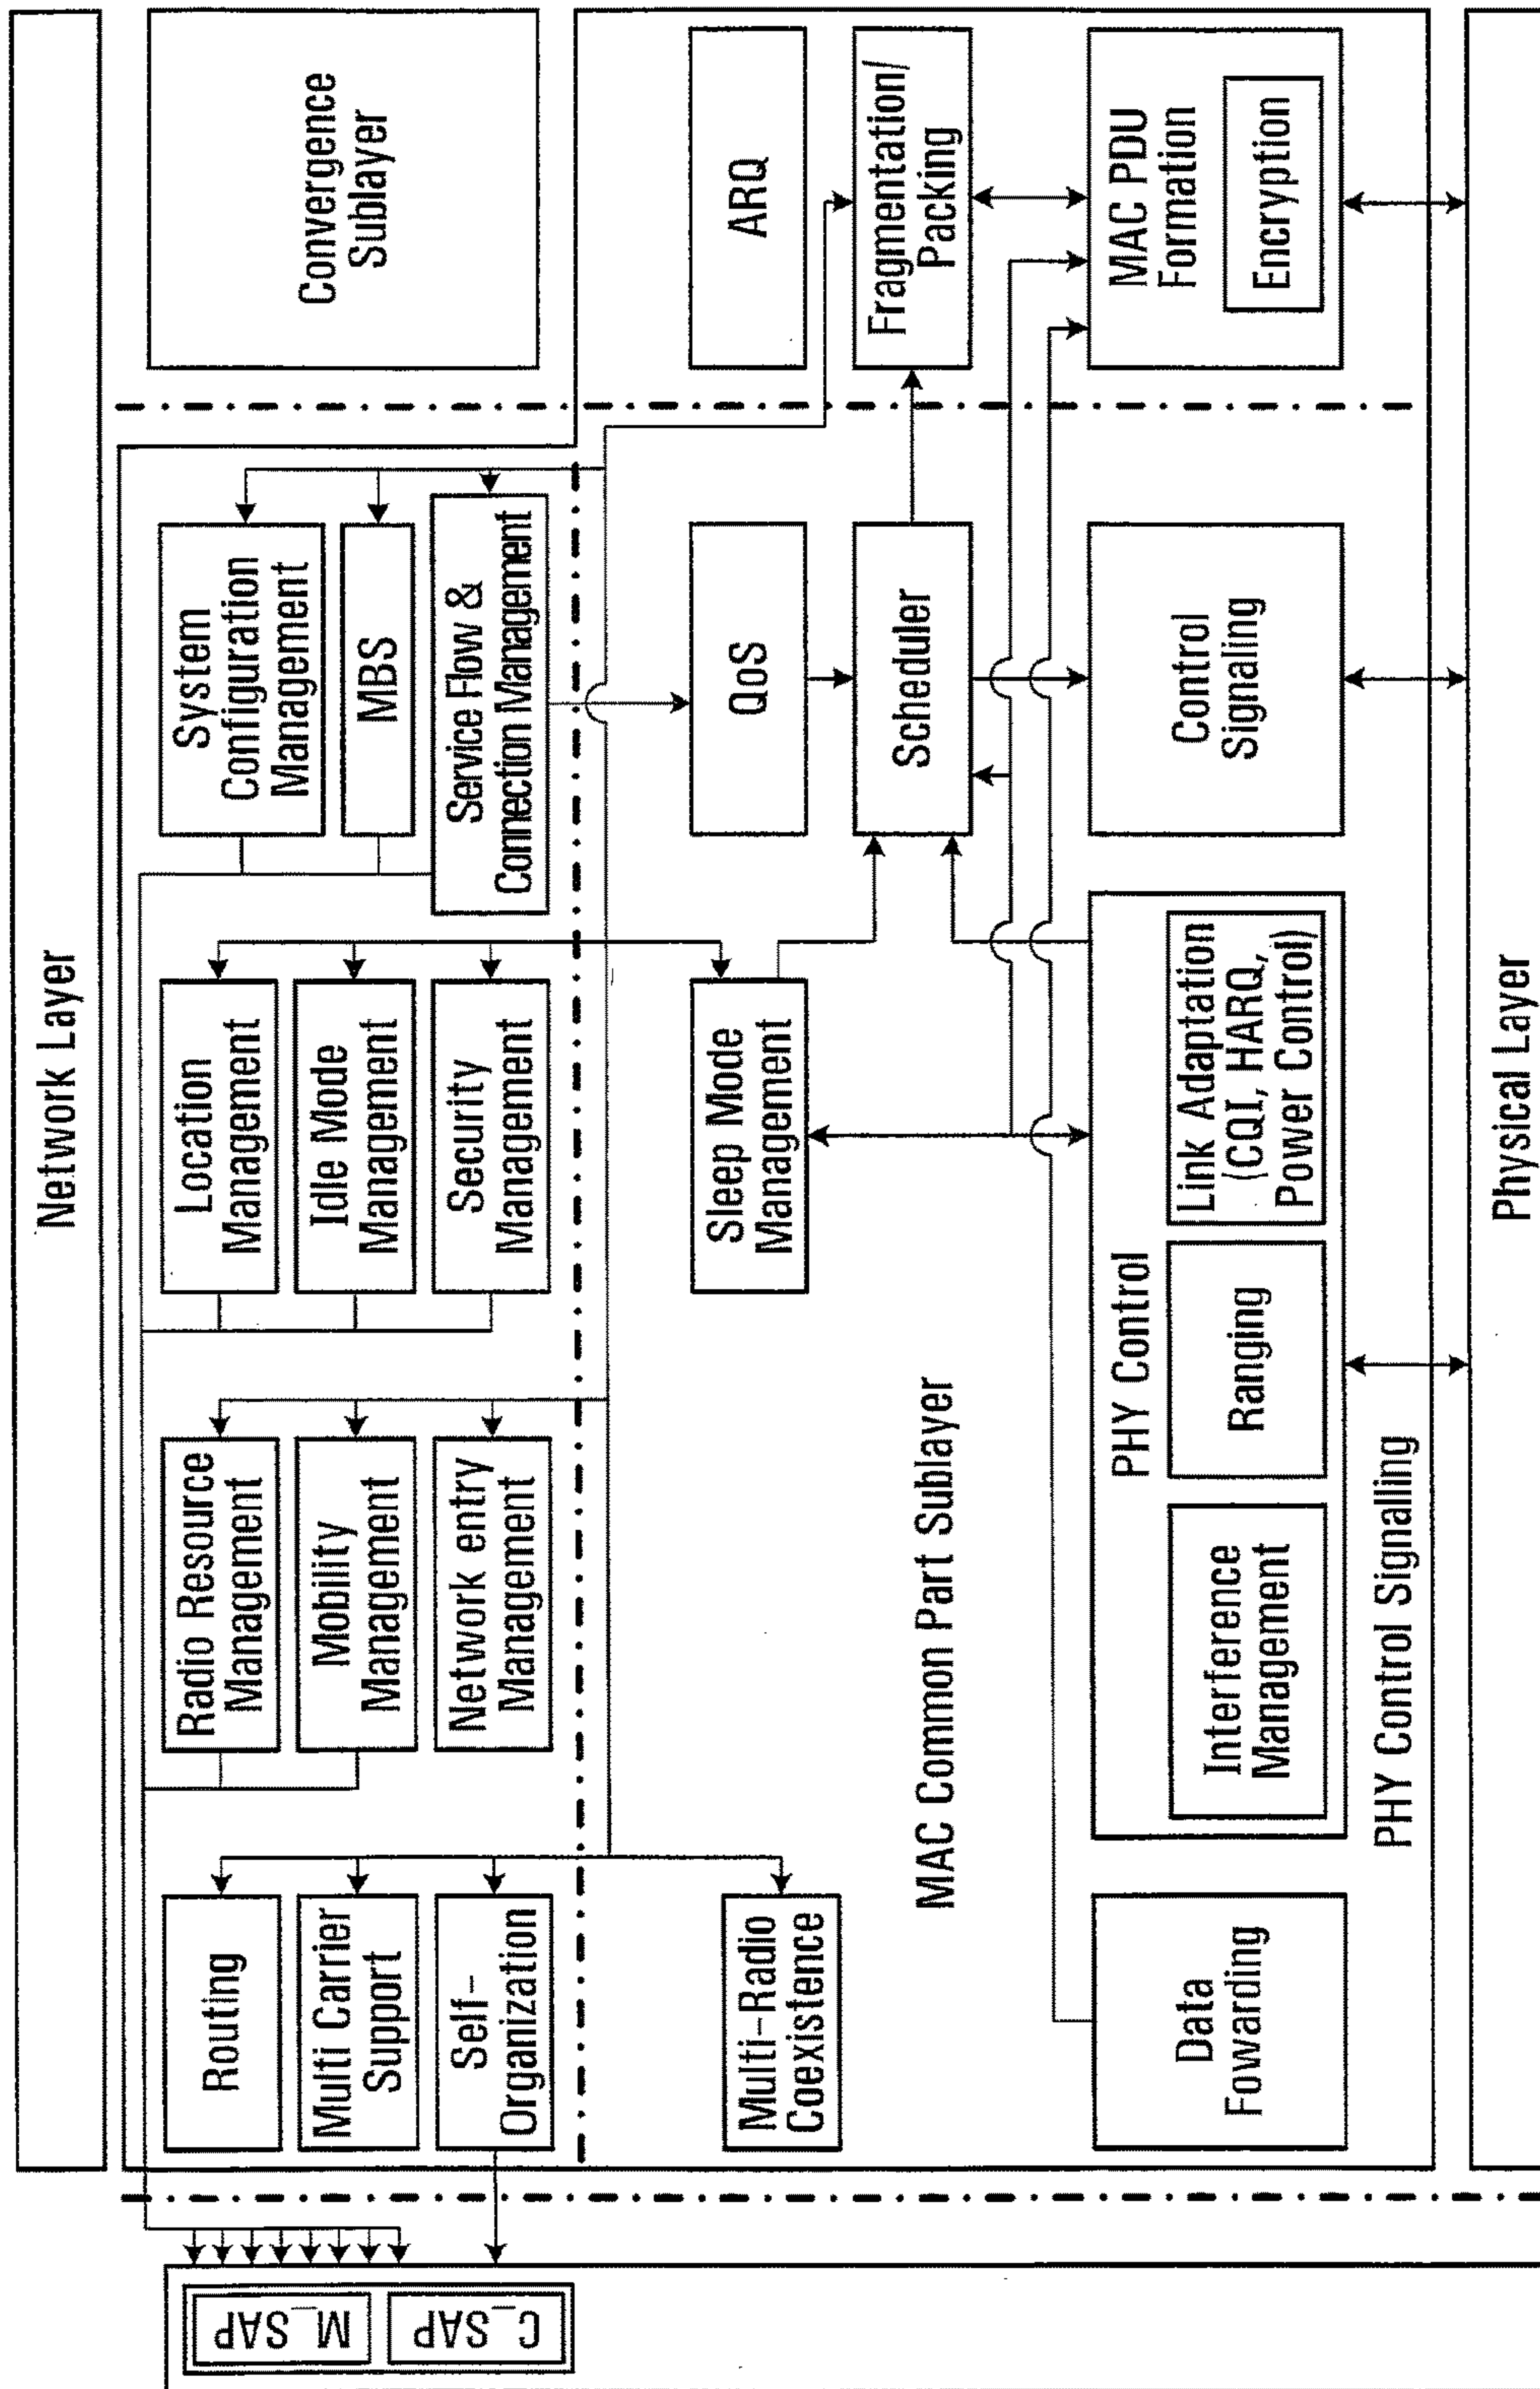 Network Layer
Routing
Multi Carrier
Support
Self-
Organization
Radio Resource
Management
Mobility
Management
Network entry
Management
Location
Management
Idle Mode
Management
Security
Management
System
Configuration
Management
MBS
Service Flow &
Connection Management
Convergence
Sublayer
M_SAP
C_SAP
Multi-Radio
Coexistence
Sleep Mode
Management
QoS
ARQ
MAC Common Part Sublayer
Scheduler
Fragmentation/
Packing
Data
Fowarding
PHY Control
Interference
Management
Ranging
Link Adaptation
(CQI, HARQ,
Power Control)
Control
Signaling
MAC PDU
Formation
Encryption
PHY Control Signalling
Physical Layer